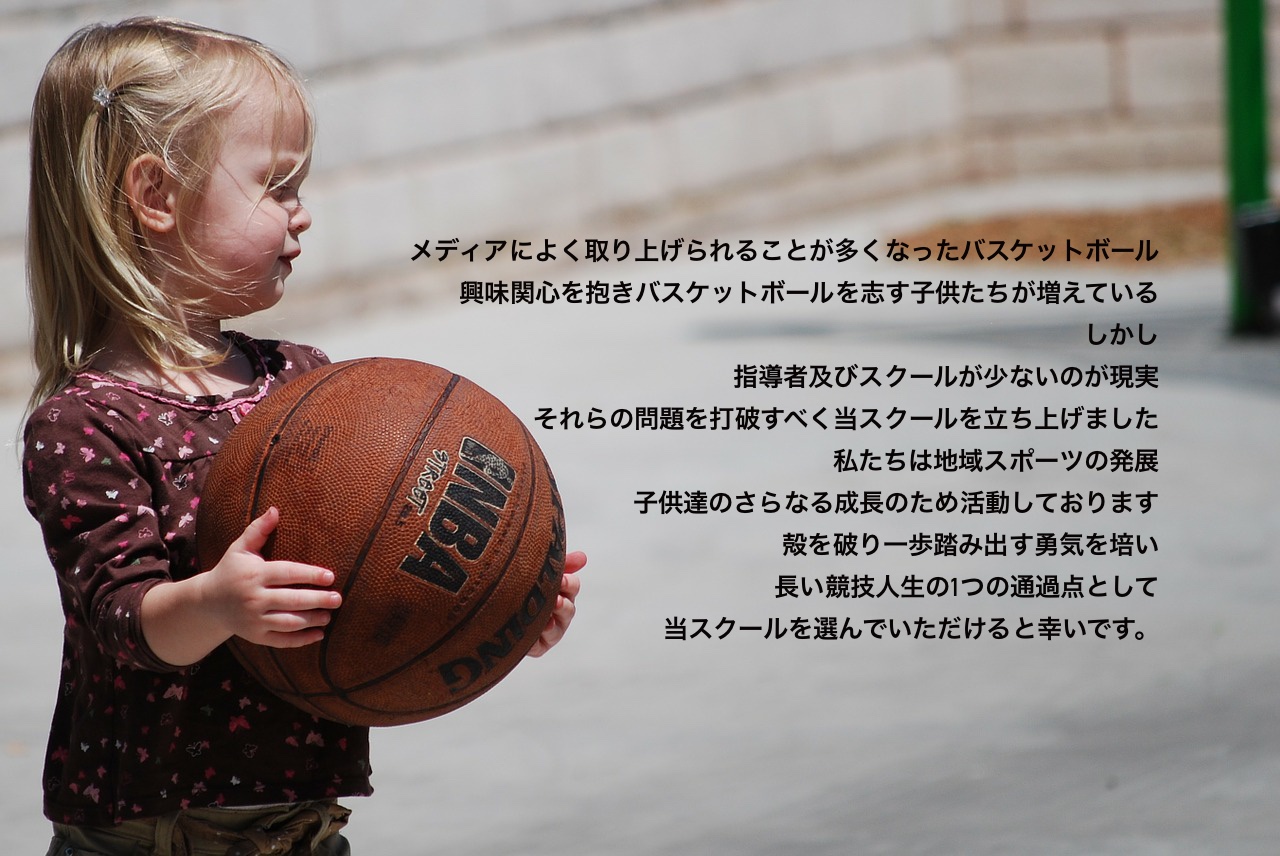 メディアによく取り上げられることが多くなったバスケットボール
興味関心を抱きバスケットボールを志す子供たちが増えている
しかし
指導者及びスクールが少ないのが現実
それらの問題を打破すべく当スクールを立ち上げました
私たちは地域スポーツの発展
子供達のさらなる成長のため活動しております
殻を破り一歩踏み出す勇気を培い
長い競技人生の1つの通過点として
当スクールを選んでいただけると幸いです。
NBA
STREET
SPALDING